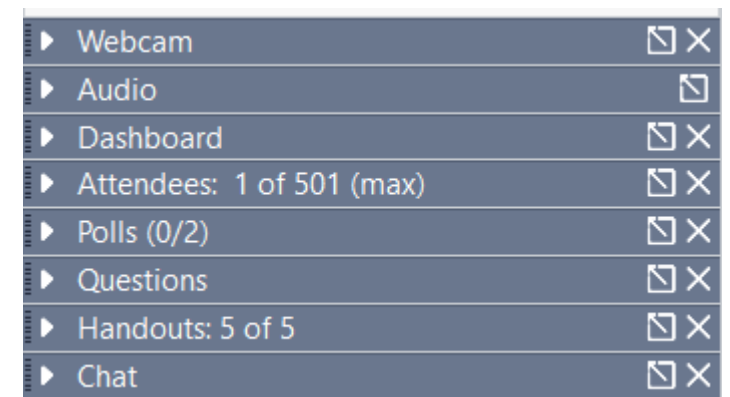 Webcam
Audio
Dashboard
Attendees:  1 of 501 (max)
Polls (0/2)
Questions
Handouts: 5 of 5
Chat